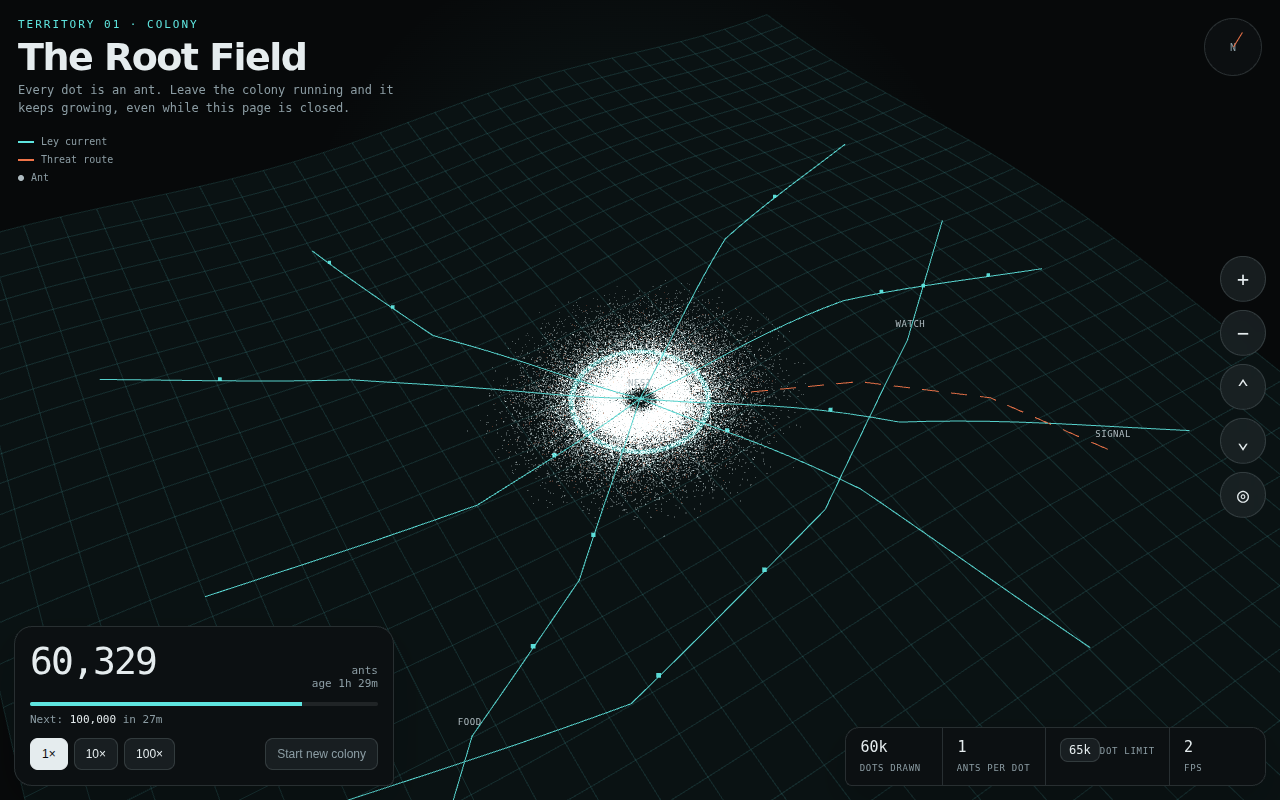 TERRITORY 01 · COLONY
The Root Field
Every dot is an ant. Leave the colony running and it
keeps growing, even while this page is closed.
Ley current
Threat route
Ant
N
+
−
WATCH
SIGNAL
FOOD
60,329
ants
age 1h 29m
Next: 100,000 in 27m
1× 10× 100× Start new colony
60k
DOTS DRAWN
1
ANTS PER DOT
65k DOT LIMIT
2
FPS